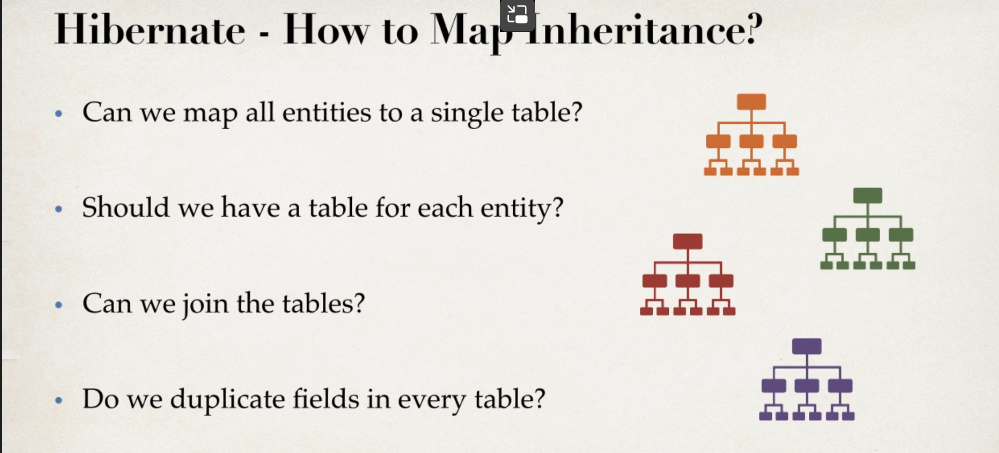 Hibernate - How to Map Inheritance?
• Can we map all entities to a single table?
• Should we have a table for each entity?
• Can we join the tables?
• Do we duplicate fields in every table?